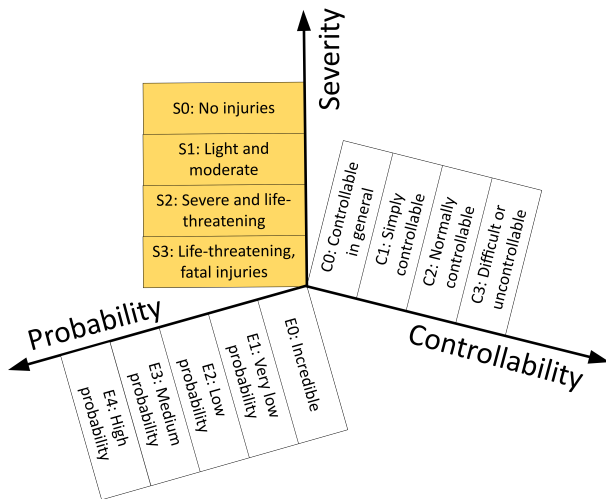 Severity
S0: No injuries
S1: Light and
moderate
S2: Severe and life-
threatening
S3: Life-threatening,
fatal injuries
C0: Controllable
in general
C1: Simply
controllable
C2: Normally
controllable
C3: Difficult or
uncontrollable
Controllability
Probability
E4: High
probability
E3: Medium
probability
E2: Low
probability
E1: Very low
probability
E0: Incredible